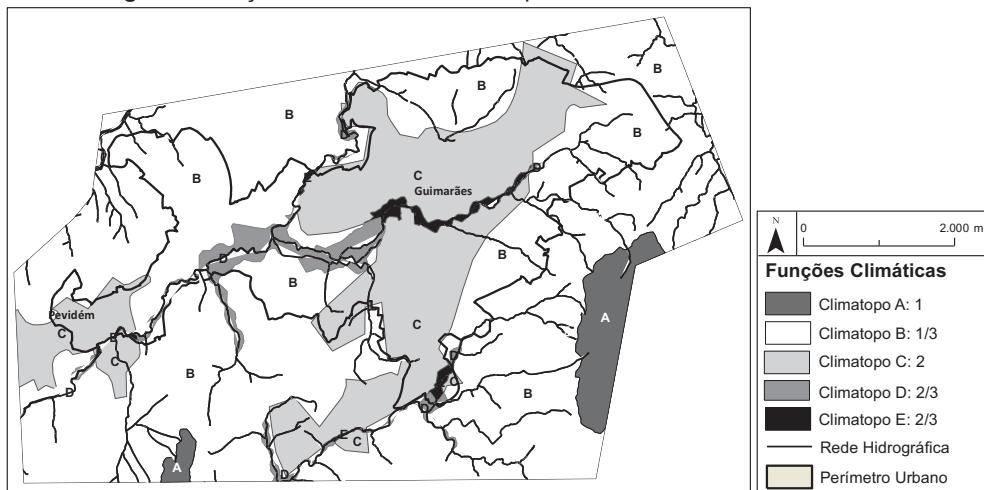 B
B
B
B
C
Guimarães
B
B
D
B
A
Pevidém
C
E
C
C
B
D
D
C
D
B
E
C
A
D
N
0
2.000 m
Funções Climáticas
Climatopo A: 1
Climatopo B: 1/3
Climatopo C: 2
Climatopo D: 2/3
Climatopo E: 2/3
Rede Hidrográfica
Perímetro Urbano